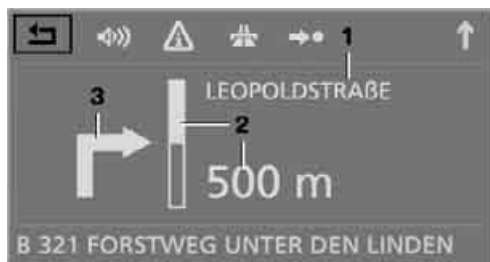 1
LEOPOLDSTRAßE
3
2
500 m
B 321 FORSTWEG UNTER DEN LINDEN